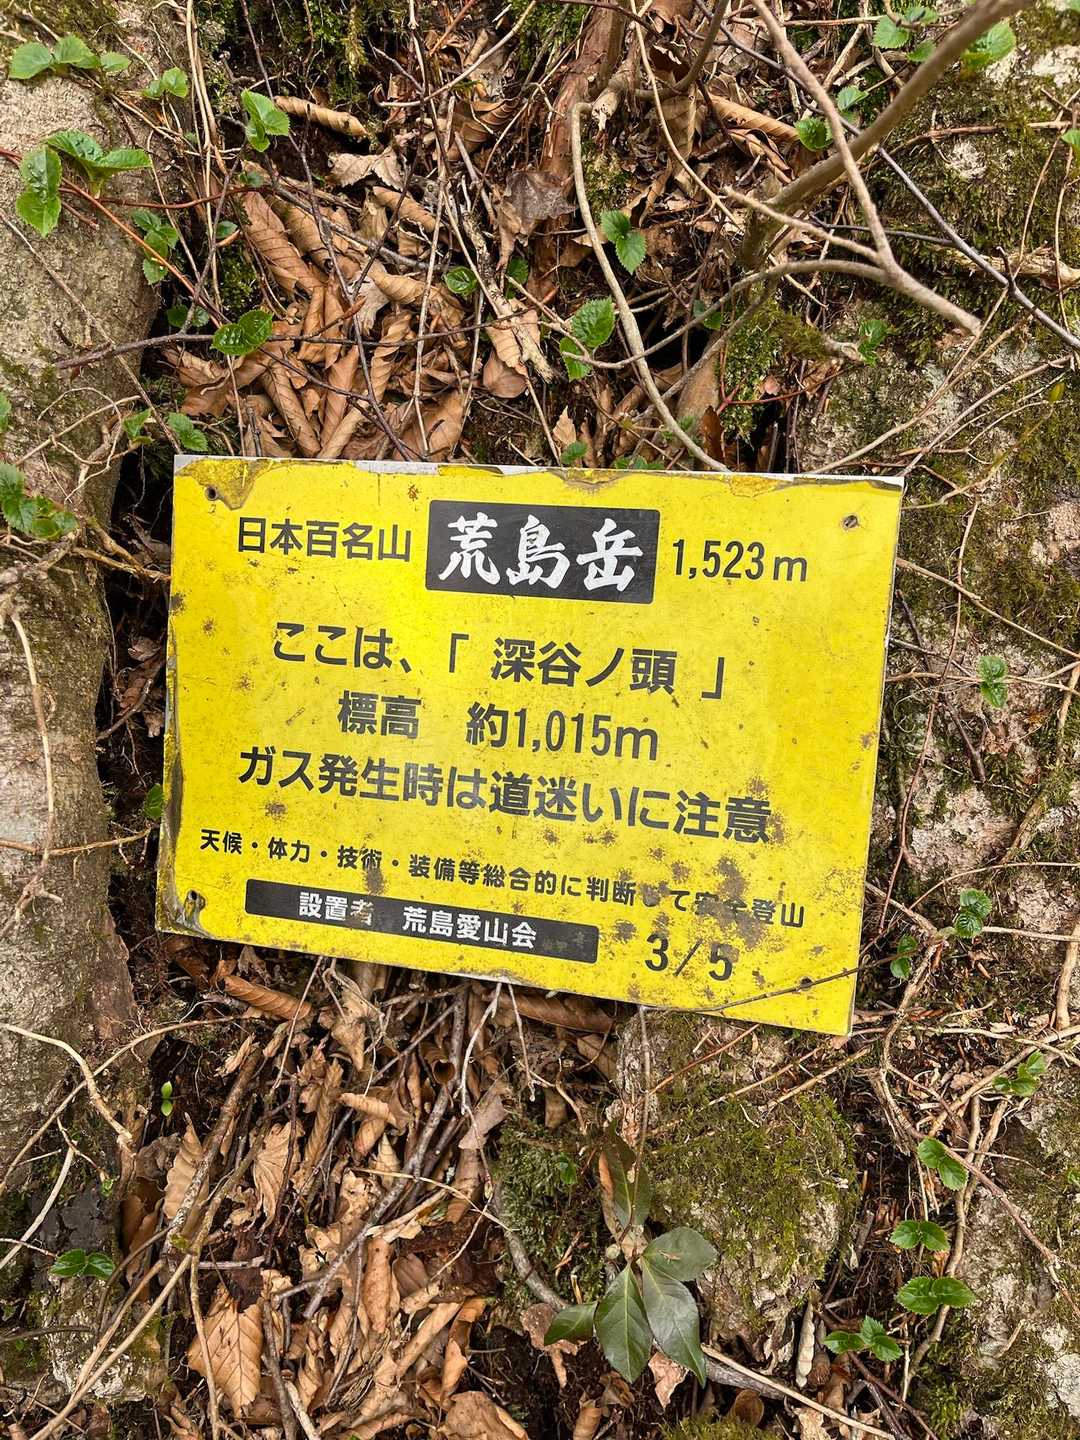 日本百名山 荒島岳 1,523m
ここは、「 深谷ノ頭 」
標高 約1,015m
ガス発生時は道迷いに注意
天候・体力・技術・装備等総合的に判断して安全登山
設置者 荒島愛山会 3/5